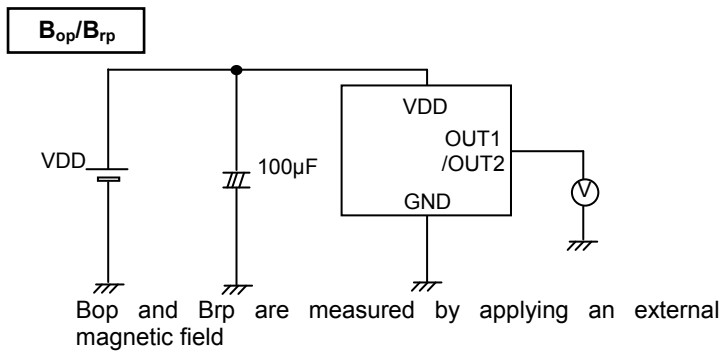 Bop/Brp
VDD
OUT1
/OUT2
VDD
100µF
V
GND
Bop and Brp are measured by applying an external
magnetic field